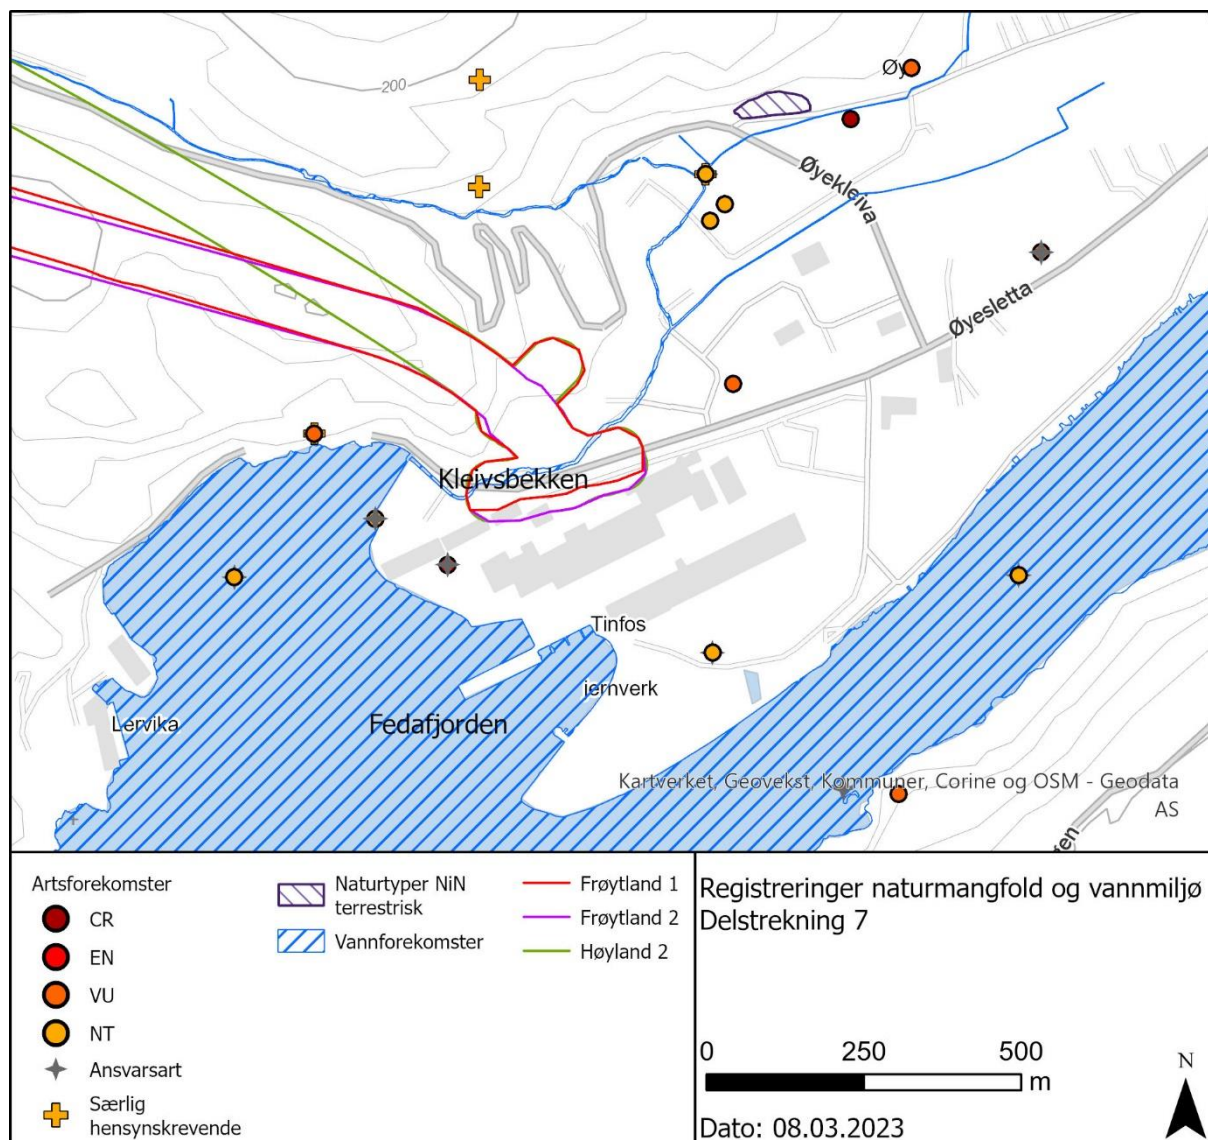 200
Øy
Øyekleiva
Øyesletta
Kleivsbekken
Tinfos
jernverk
Lervika
Fedafjorden
Kartverket, Geovekst, Kommuner, Corine og OSM - Geodata
AS
Artsforekomster
CR
EN
VU
NT
Ansvarsart
Særlig
hensynskrevende
Naturtyper NiN
terrestrisk
Vannforekomster
Frøytland 1
Frøytland 2
Høyland 2
Registreringer naturmangfold og vannmiljø
Delstrekning 7
0 250 500
m
Dato: 08.03.2023
N